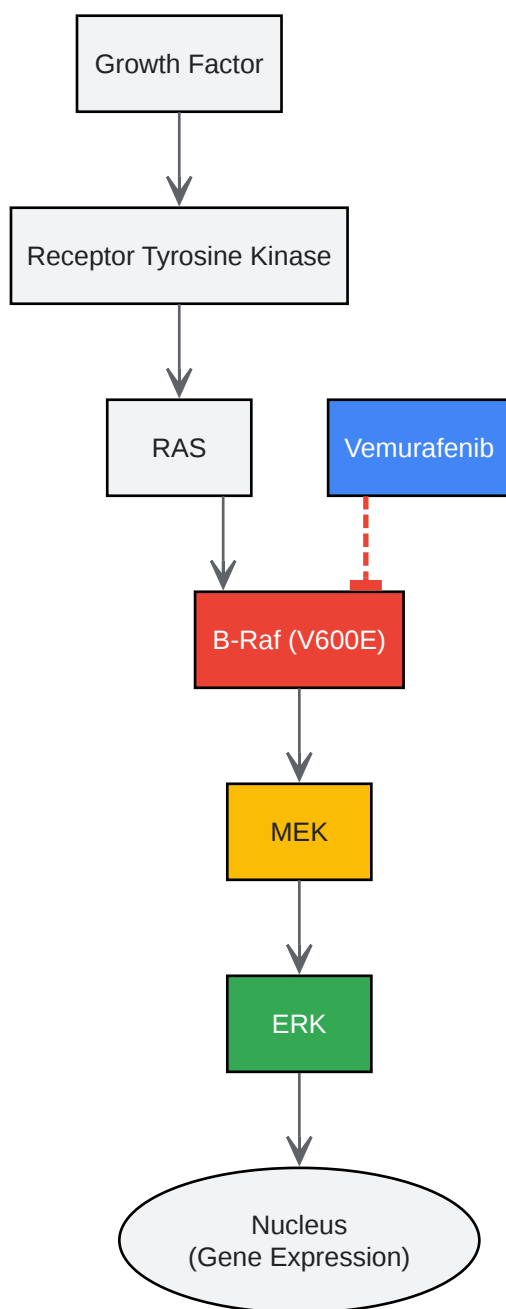 Growth Factor
Receptor Tyrosine Kinase
RAS
Vemurafenib
B-Raf (V600E)
MEK
ERK
Nucleus
(Gene Expression)